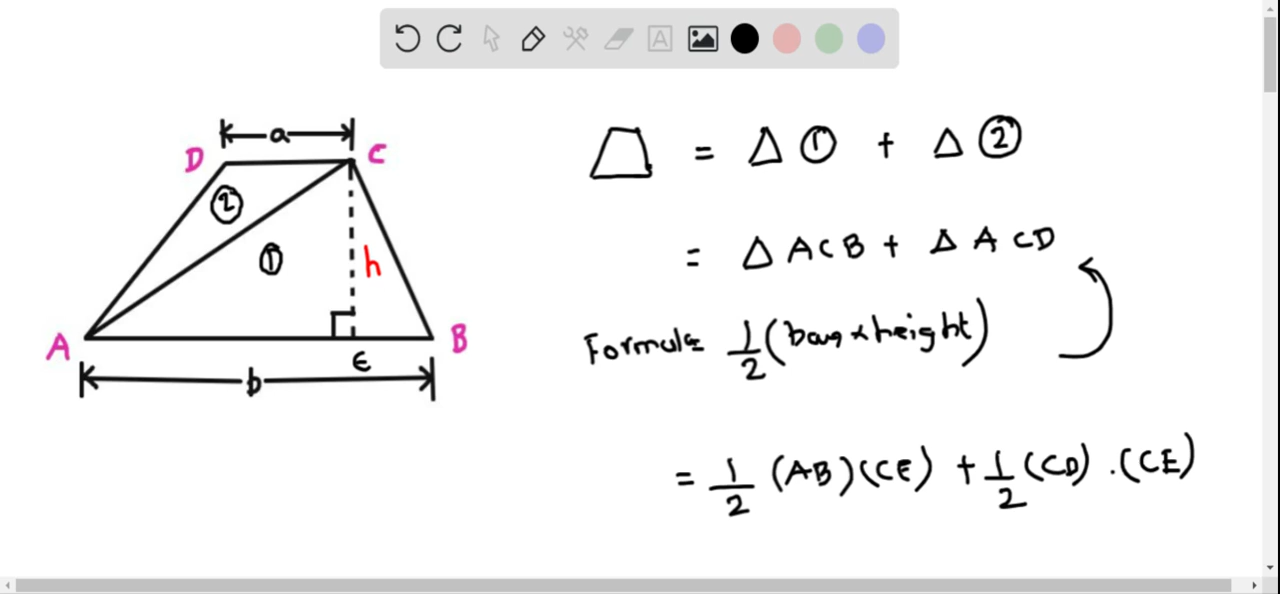 a
D C
② 
① h
A E B
b
⏢ = Δ ① + Δ ②
= Δ ACB + Δ ACD
Formula 1/2 (base x height)
= 1/2 (AB)(CE) + 1/2 (CD) . (CE)